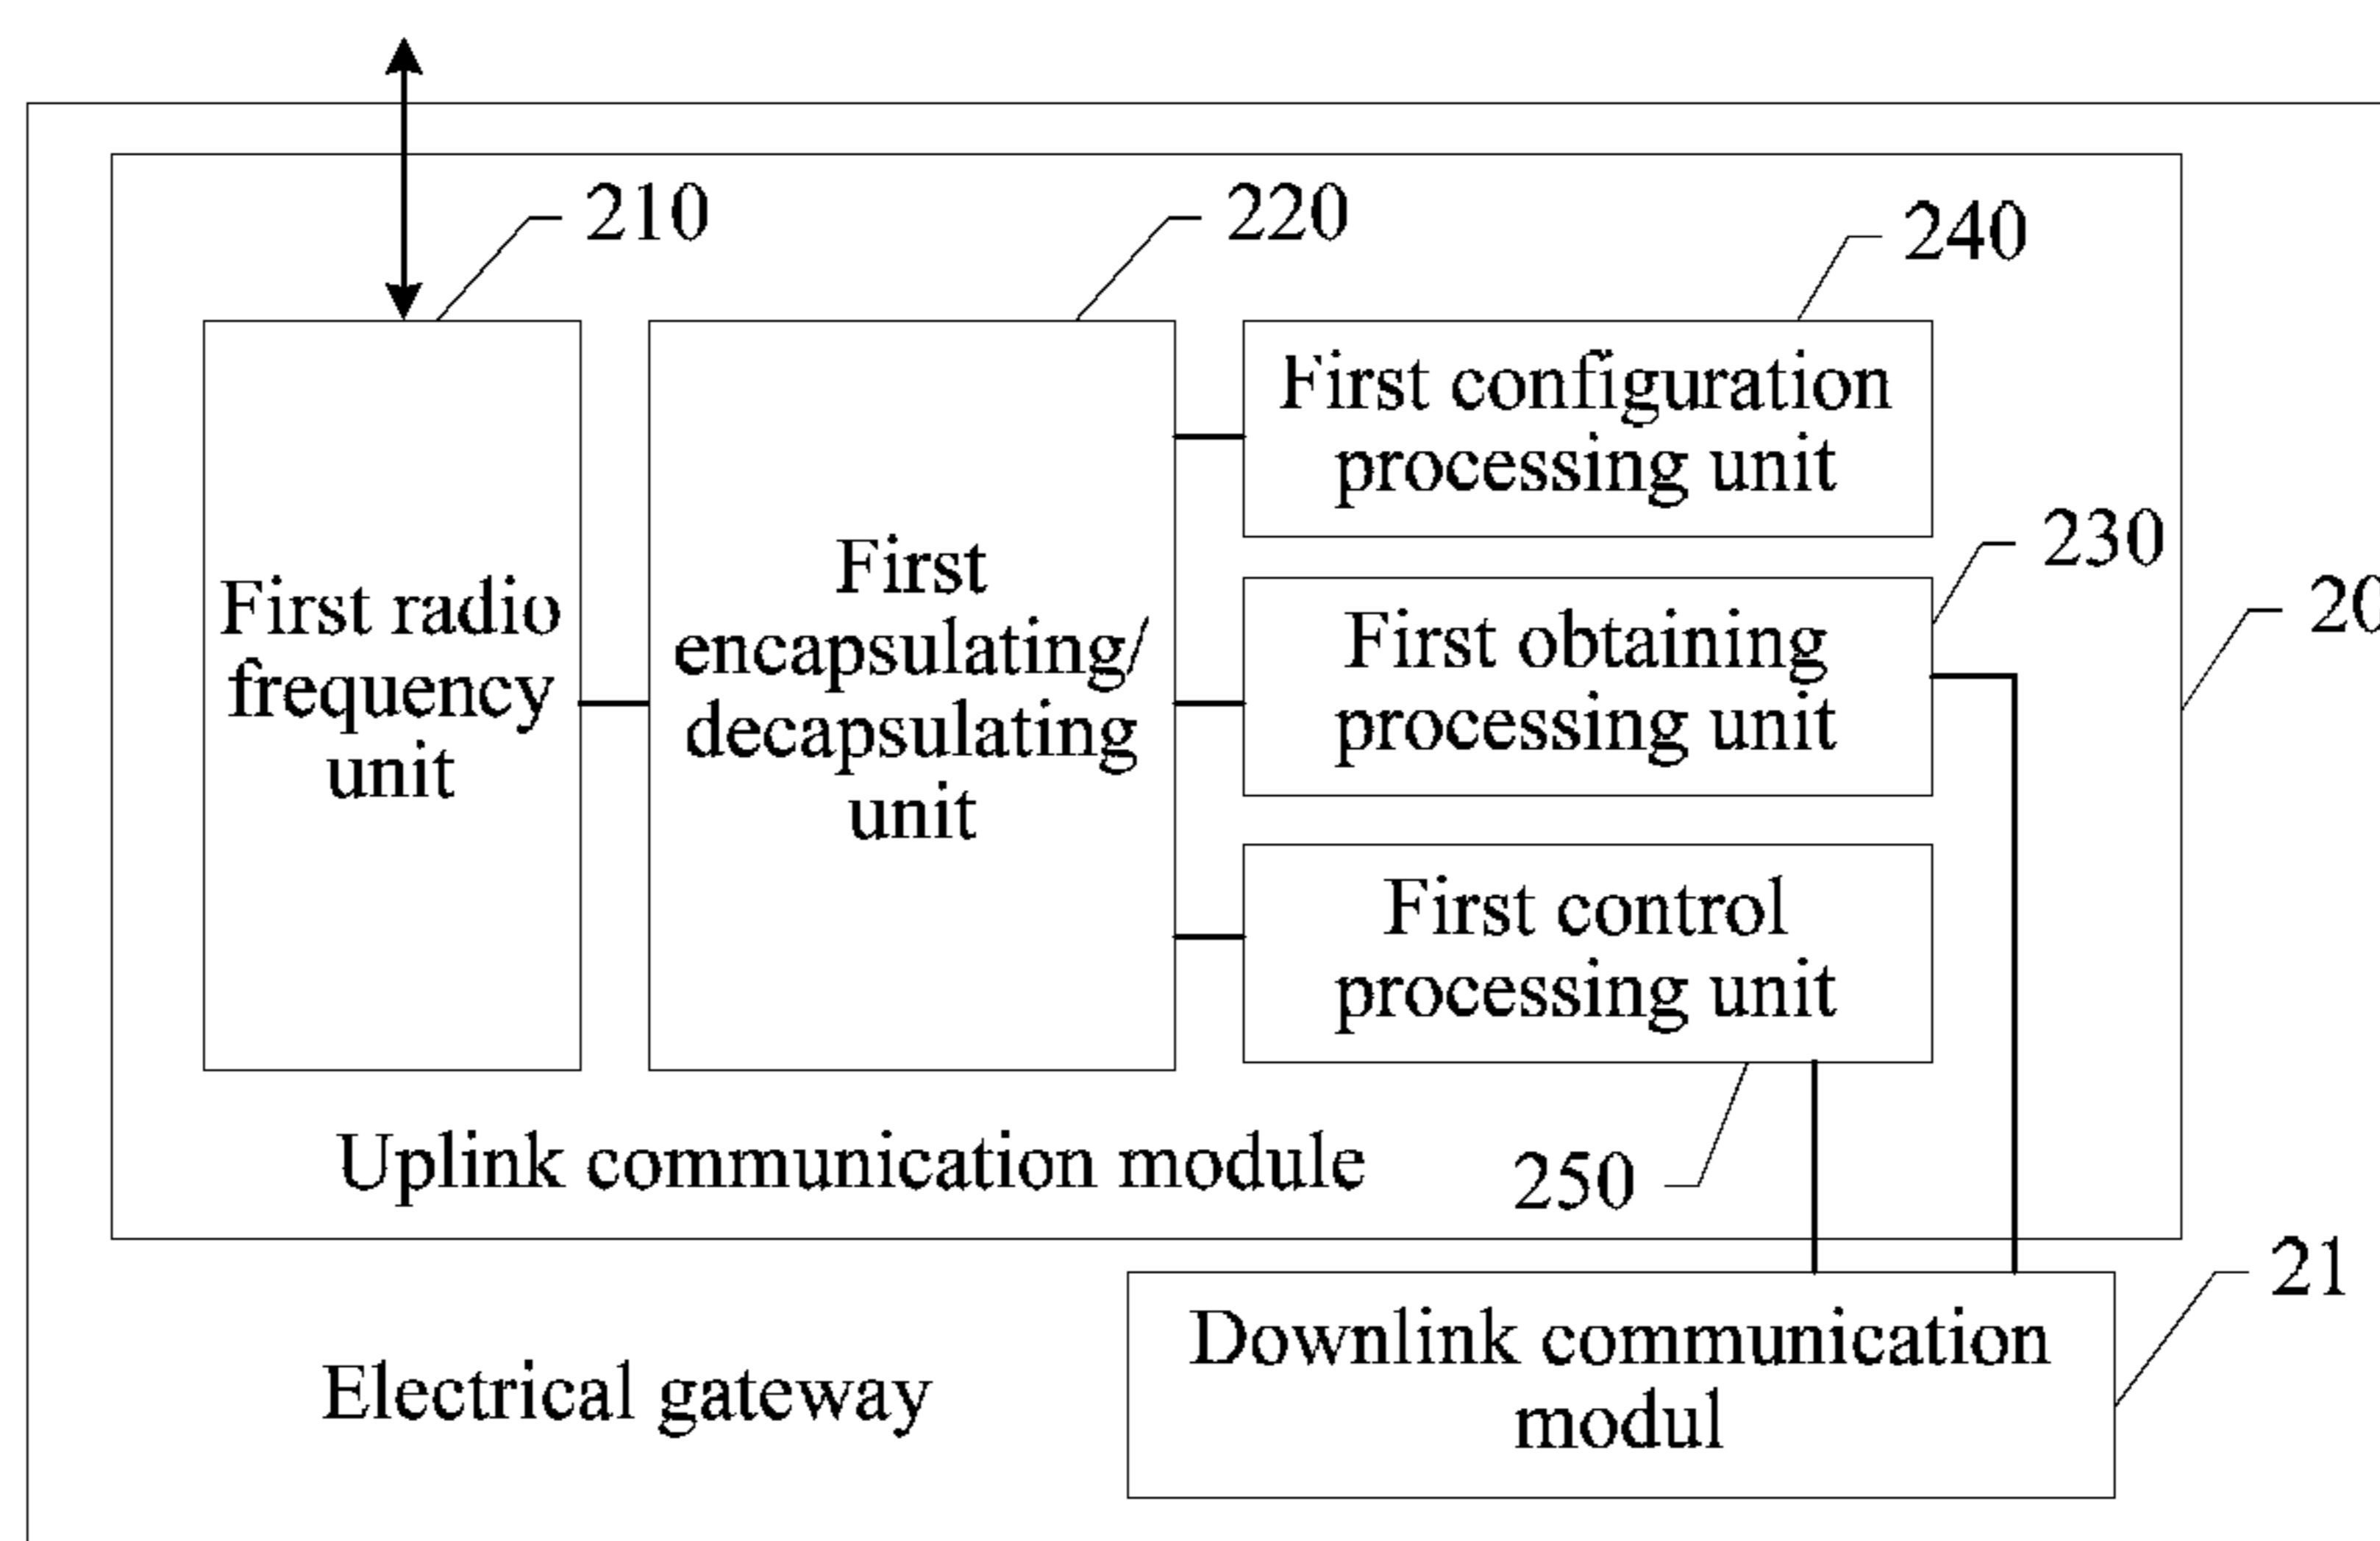 210
220
240
First configuration
processing unit
230
First radio
frequency
unit
First
encapsulating/
decapsulating
unit
First obtaining
processing unit
20
First control
processing unit
Uplink communication module
250
21
Electrical gateway
Downlink communication
modul